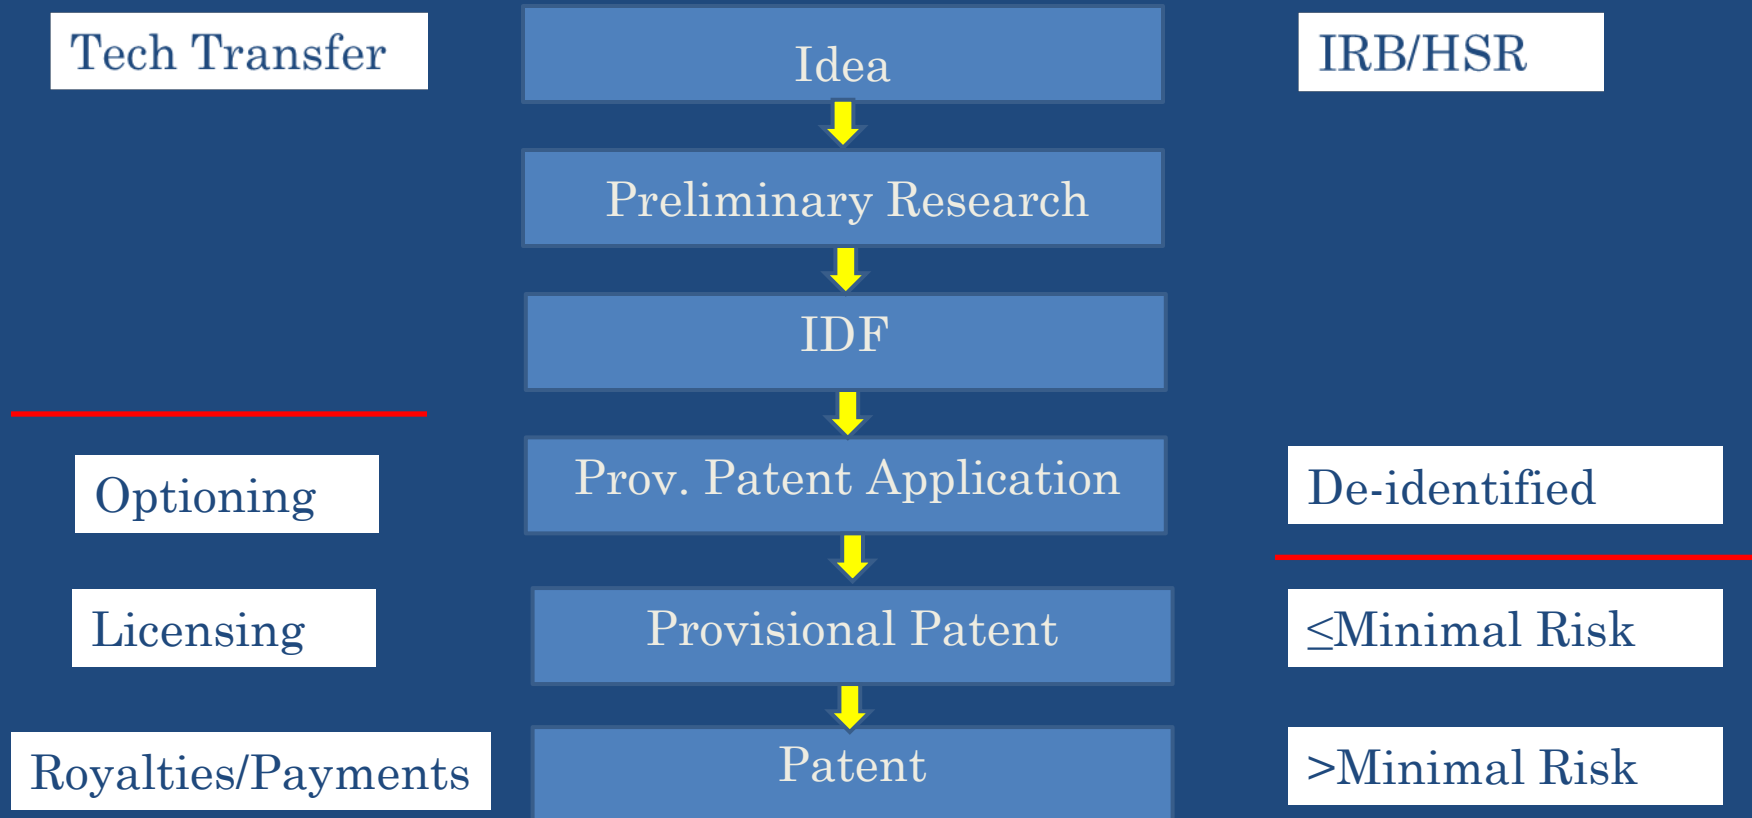 Tech Transfer
Idea
IRB/HSR
Preliminary Research
IDF
Optioning
Prov. Patent Application
De-identified
Licensing
Provisional Patent
≤Minimal Risk
Royalties/Payments
Patent
>Minimal Risk